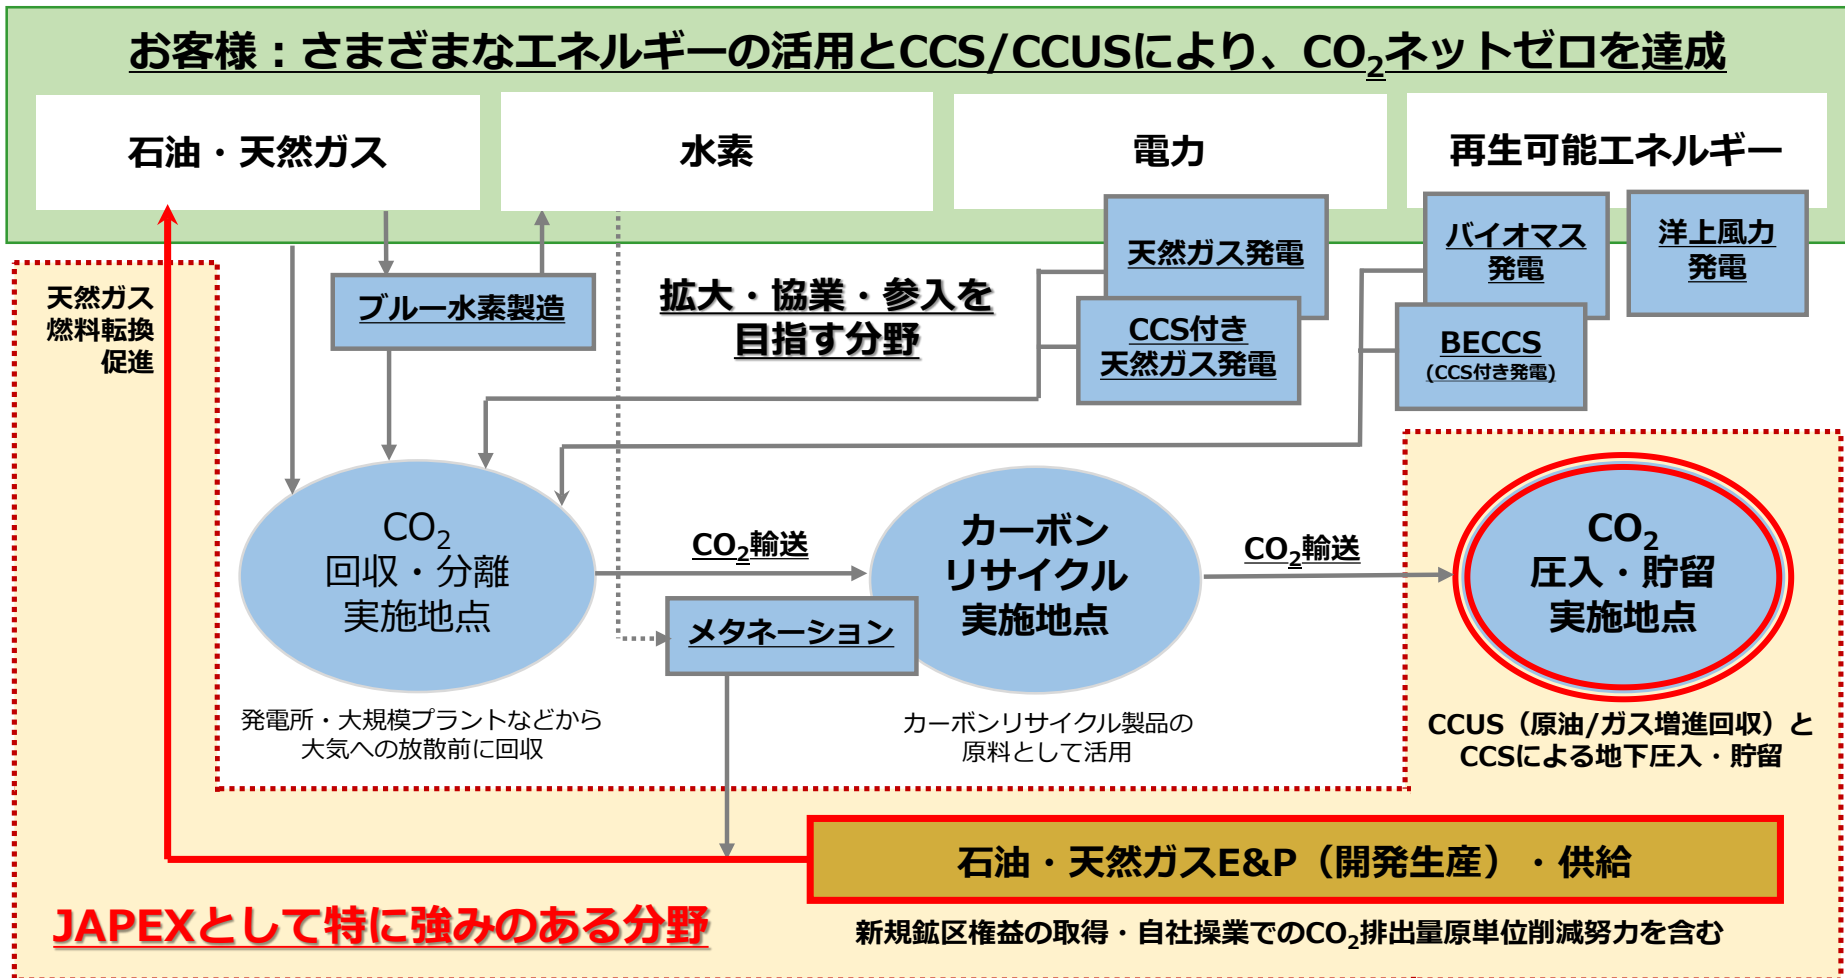 お客様：さまざまなエネルギーの活用とCCS/CCUSにより、CO₂ネットゼロを達成
石油・天然ガス
水素
電力
再生可能エネルギー
天然ガス発電
バイオマス
発電
洋上風力
発電
天然ガス
燃料転換
促進
ブルー水素製造
拡大・協業・参入を
目指す分野
CCS付き
天然ガス発電
BECCS
(CCS付き発電)
CO₂
回収・分離
実施地点
CO₂輸送
カーボン
リサイクル
実施地点
CO₂輸送
CO₂
圧入・貯留
実施地点
メタネーション
発電所・大規模プラントなどから
大気への放散前に回収
カーボンリサイクル製品の
原料として活用
CCUS（原油/ガス増進回収）と
CCSによる地下圧入・貯留
石油・天然ガスE&P（開発生産）・供給
JAPEXとして特に強みのある分野
新規鉱区権益の取得・自社操業でのCO₂排出量原単位削減努力を含む